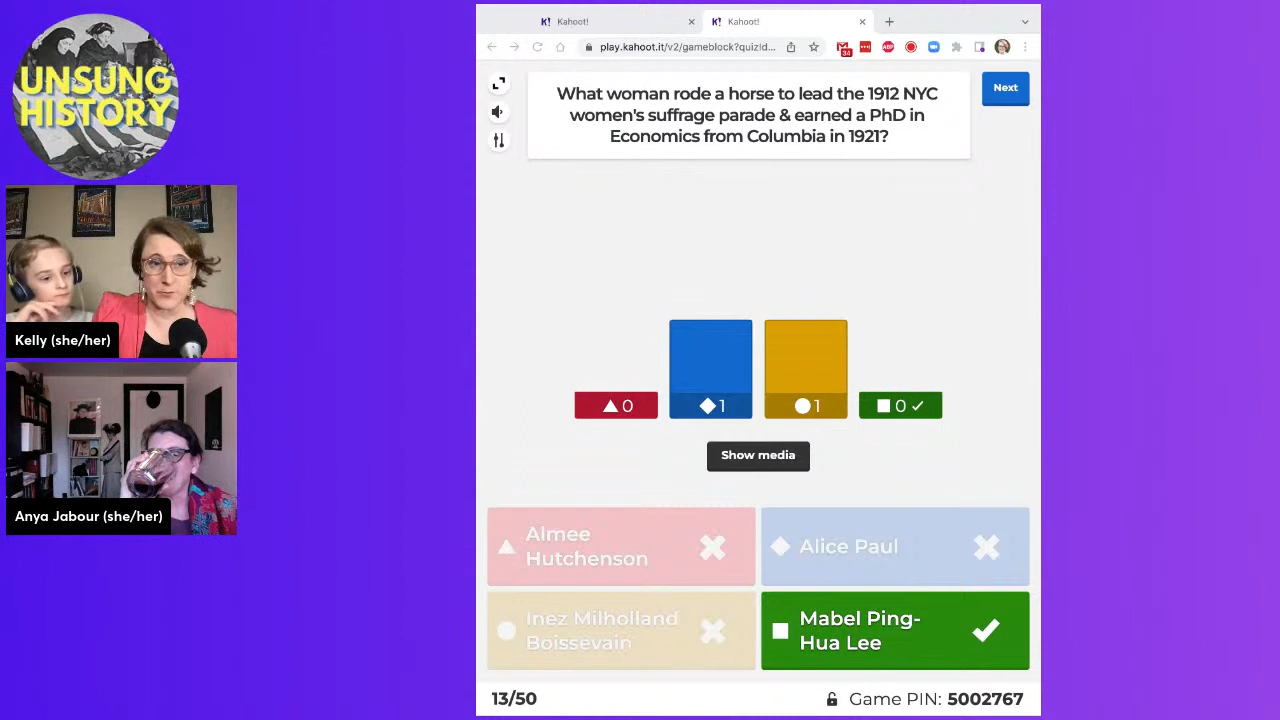 UNSUNG
HISTORY
Kelly (she/her)
Anya Jabour (she/her)
K! Kahoot!
K! Kahoot!
play.kahoot.it/v2/gameblock?quizId...
34
ABP
What woman rode a horse to lead the 1912 NYC
women's suffrage parade & earned a PhD in
Economics from Columbia in 1921?
Next
0
1
1
0
Show media
Almee
Hutchenson
Alice Paul
Inez Milholland
Boissevain
Mabel Ping-
Hua Lee
13/50
Game PIN: 5002767